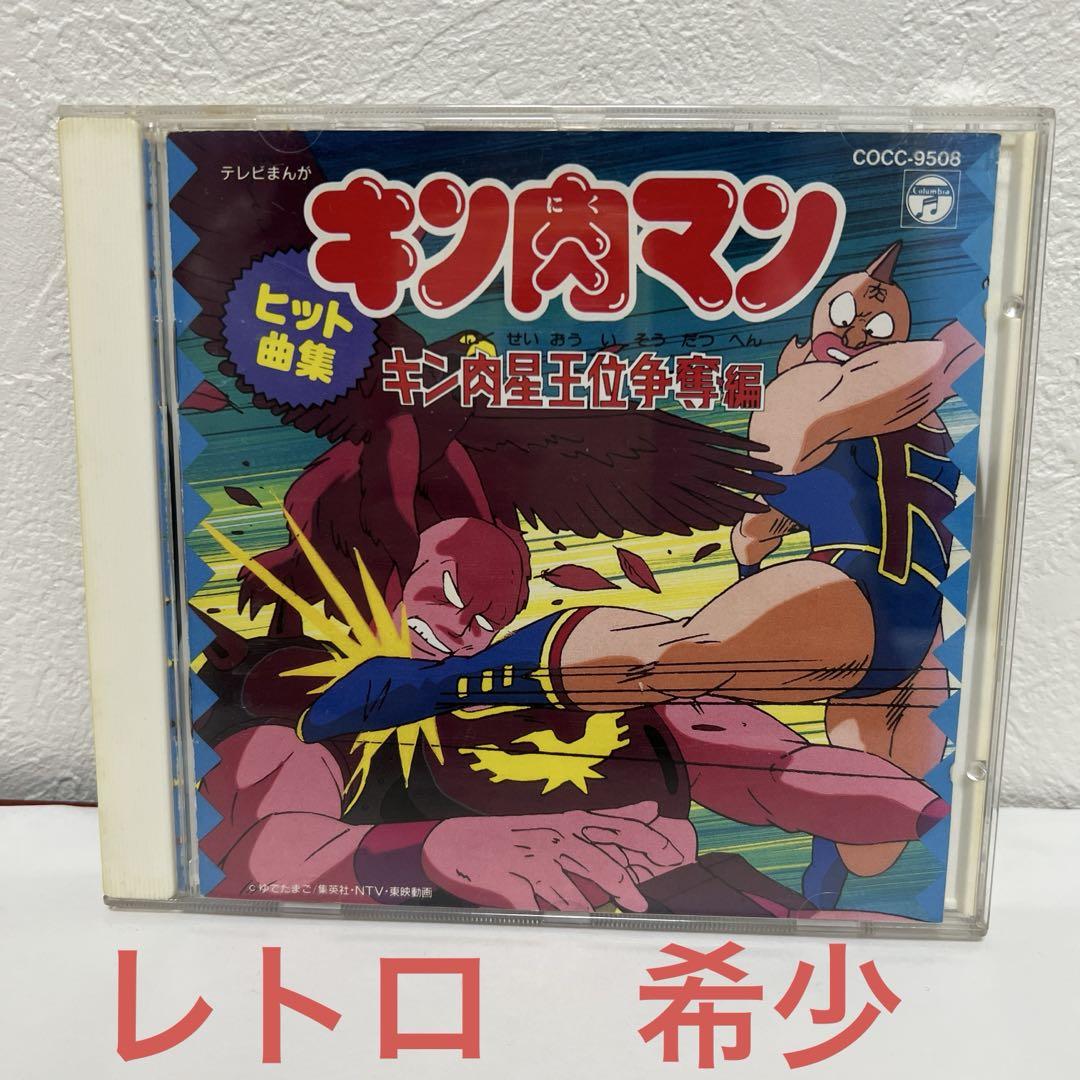 テレビまんが
COCC-9508
Columbia
キン肉マン
にく
ヒット
曲集
せいおういそうだつへん
キン肉星王位争奪編
©ゆでたまご/集英社・NTV・東映動画
レトロ 希少